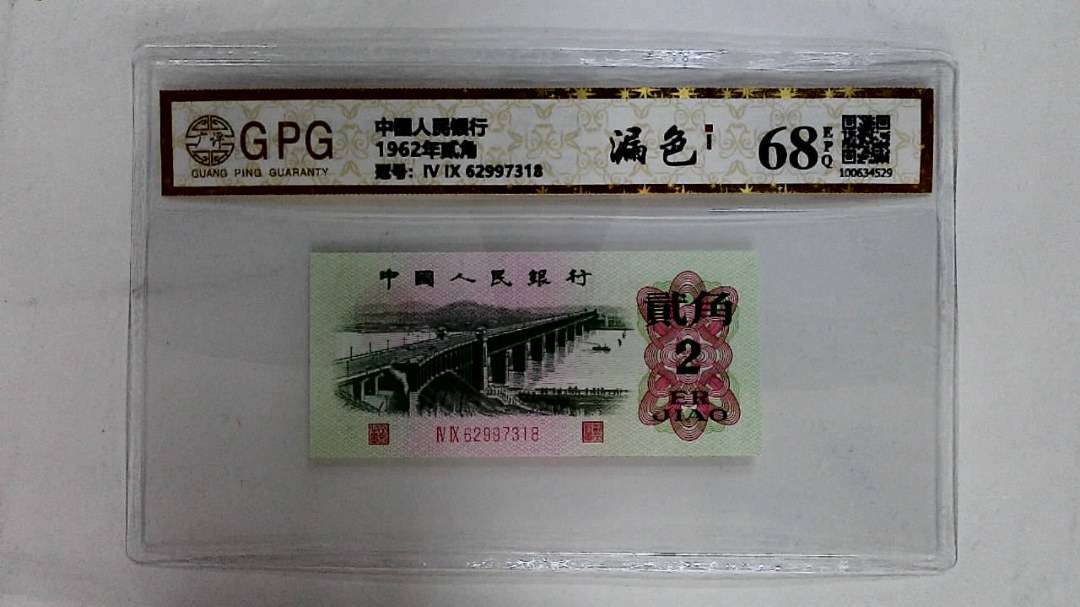 GPG
GUANG PING GUARANTY
中國人民银行
1962年贰角
冠号：IV IX 62997318
漏色
68
EPQ
100634529
中國人民銀行
貳角
2
ER
JIAO
IV IX 62997318